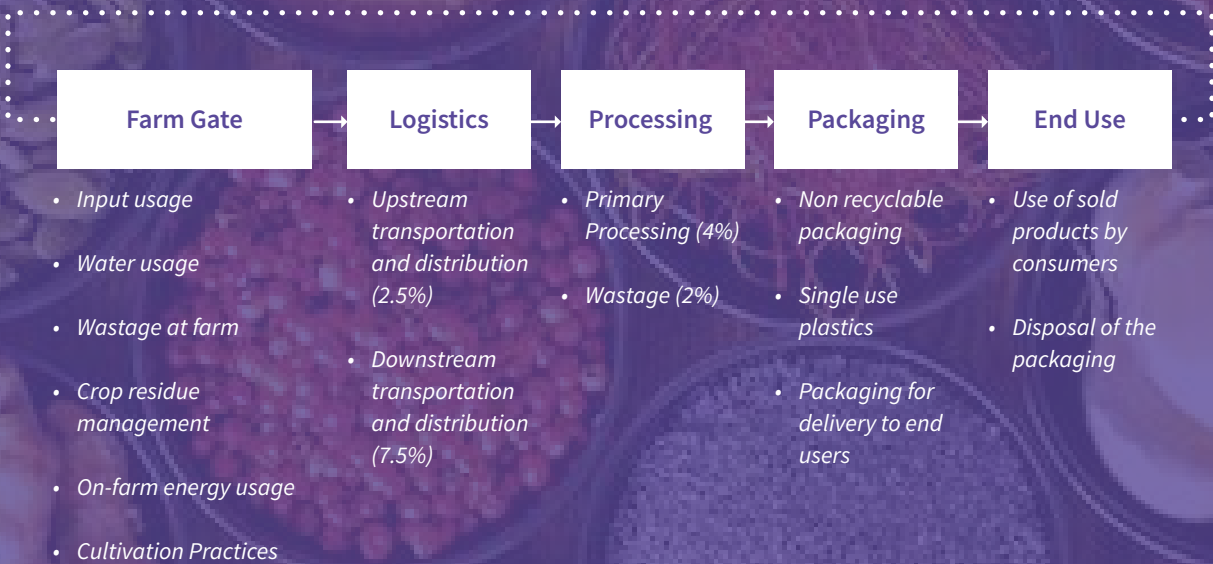 Farm Gate
• Input usage
• Water usage
• Wastage at farm
• Crop residue
management
• On-farm energy usage
• Cultivation Practices
Logistics
• Upstream
transportation
and distribution
(2.5%)
• Downstream
transportation
and distribution
(7.5%)
Processing
• Primary
Processing (4%)
• Wastage (2%)
Packaging
• Non recyclable
packaging
• Single use
plastics
• Packaging for
delivery to end
users
End Use
• Use of sold
products by
consumers
• Disposal of the
packaging